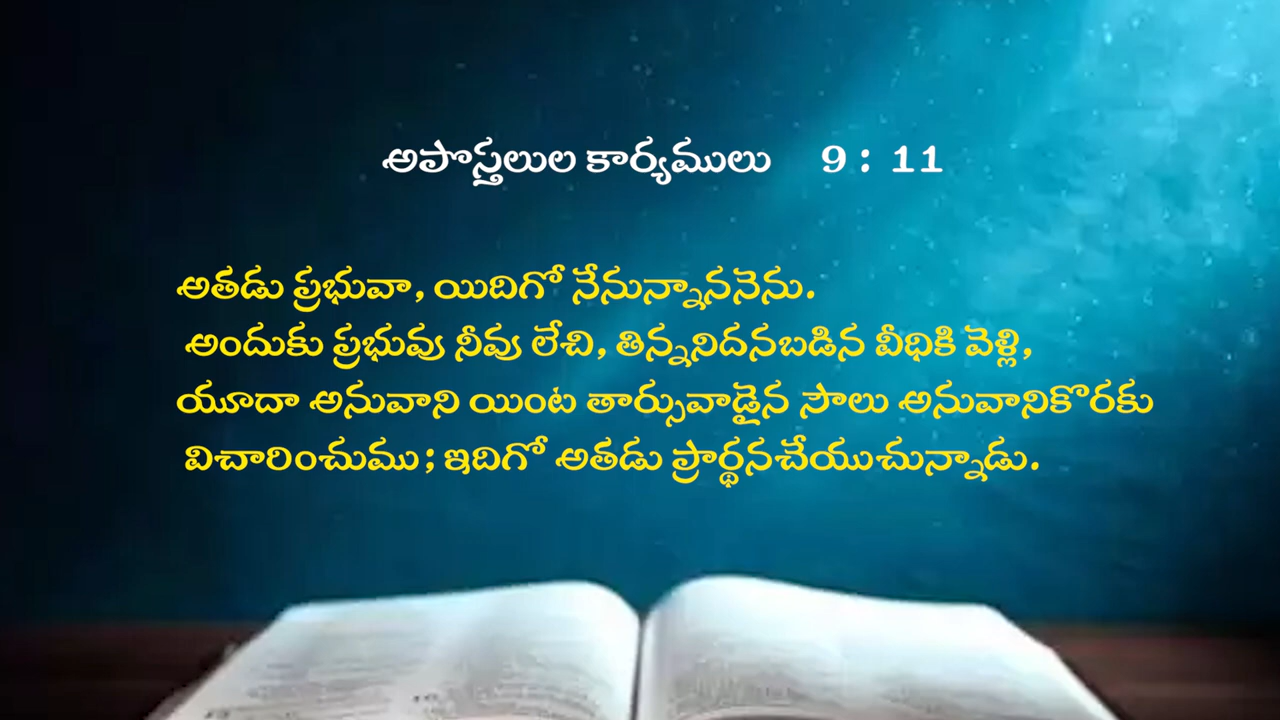 అపొస్తలుల కార్యములు 9 : 11
అతడు ప్రభువా, యిదిగో నేనున్నాననెను.
అందుకు ప్రభువు నీవు లేచి, తిన్ననిదనబడిన వీధికి వెళ్లి,
యూదా అనువాని యింట తార్సువాడైన సౌలు అనువానికొరకు
విచారించుము; ఇదిగో అతడు ప్రార్థనచేయుచున్నాడు.